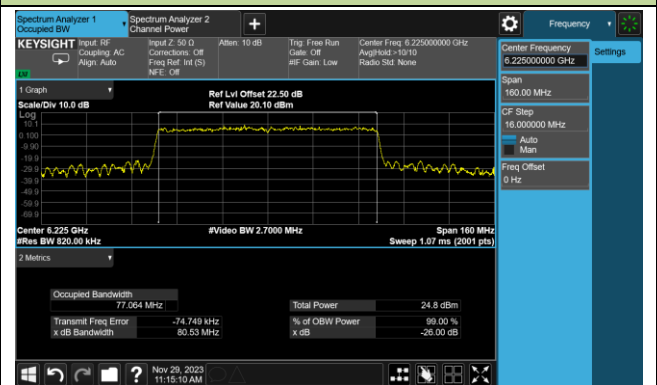 Spectrum Analyzer 1
Occupied BW
Spectrum Analyzer 2
Channel Power
+
Frequency
KEYSIGHT
Input: RF
Coupling: AC
Align: Auto
Input Z: 50 Ω
Corrections: Off
Freq Ref: Int (S)
NFE: Off
Atten: 10 dB
Trig: Free Run
Gate: Off
#IF Gain: Low
Center Freq: 6.225000000 GHz
Avg|Hold:>10/10
Radio Std: None
LW
Center Frequency
6.225000000 GHz
Settings
Span
160.00 MHz
CF Step
16.000000 MHz
Auto
Man
Freq Offset
0 Hz
1 Graph
Scale/Div 10.0 dB
Ref Lvl Offset 22.50 dB
Ref Value 20.10 dBm
Log
10.1
0.100
-9.90
-19.9
-29.9
-39.9
-49.9
-59.9
-69.9
Center 6.225 GHz
#Res BW 820.00 kHz
#Video BW 2.7000 MHz
Span 160 MHz
Sweep 1.07 ms (2001 pts)
2 Metrics
Occupied Bandwidth
77.064 MHz
Total Power 24.8 dBm
Transmit Freq Error -74.749 kHz
% of OBW Power 99.00 %
x dB Bandwidth 80.53 MHz
x dB -26.00 dB
?
Nov 29, 2023
11:15:10 AM